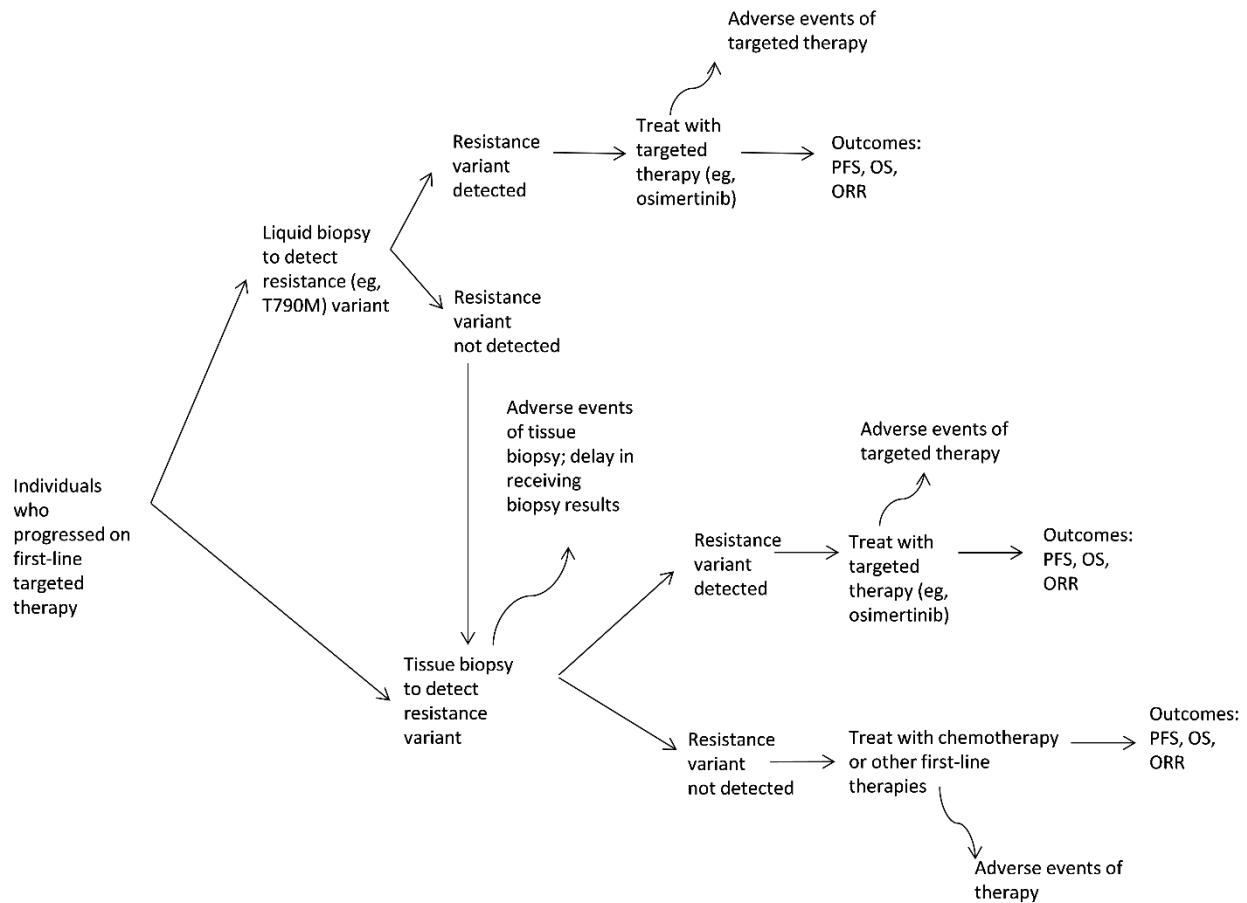 Adverse events of
targeted therapy
Resistance
variant
detected
Treat with
targeted
therapy (eg,
osimertinib)
Outcomes:
PFS, OS,
ORR
Liquid biopsy
to detect
resistance (eg,
T790M) variant
Resistance
variant
not detected
Adverse events
of tissue
biopsy; delay in
receiving
biopsy results
Individuals
who
progressed on
first-line
targeted
therapy
Tissue biopsy
to detect
resistance
variant
Adverse events of
targeted therapy
Resistance
variant
detected
Treat with
targeted
therapy (eg,
osimertinib)
Outcomes:
PFS, OS,
ORR
Resistance
variant
not detected
Treat with chemotherapy
or other first-line
therapies
Outcomes:
PFS, OS,
ORR
Adverse events of
therapy